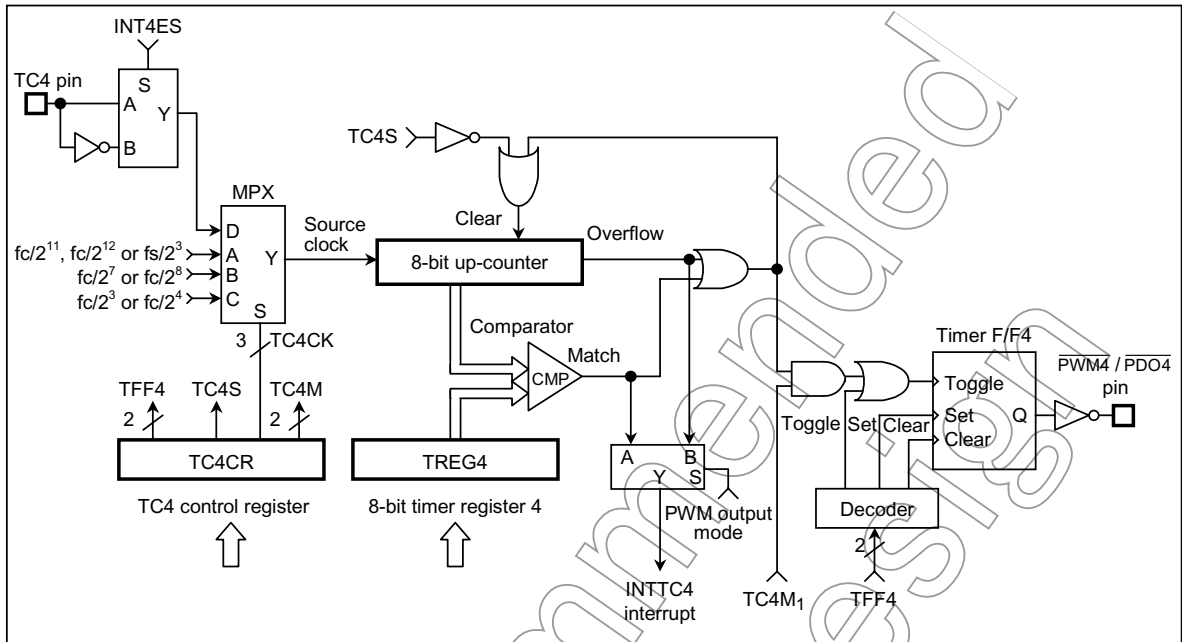 INT4ES
TC4 pin
S
A
Y
B
TC4S
MPX
D
fc/2¹¹, fc/2¹² or fs/2³
A
Y
fc/2⁷ or fc/2⁸
B
fc/2³ or fc/2⁴
C
S
Source
clock
Clear
8-bit up-counter
Overflow
3
TC4CK
Comparator
CMP
Match
TFF4
TC4S
TC4M
2
2
TC4CR
TC4 control register
TREG4
8-bit timer register 4
A
B
Y
S
PWM output
mode
INTTC4
interrupt
TC4M₁
Toggle
Set
Clear
Decoder
2
TFF4
Timer F/F4
Toggle
Set
Q
Clear
PWM4 / PDO4
pin
mmended
esign